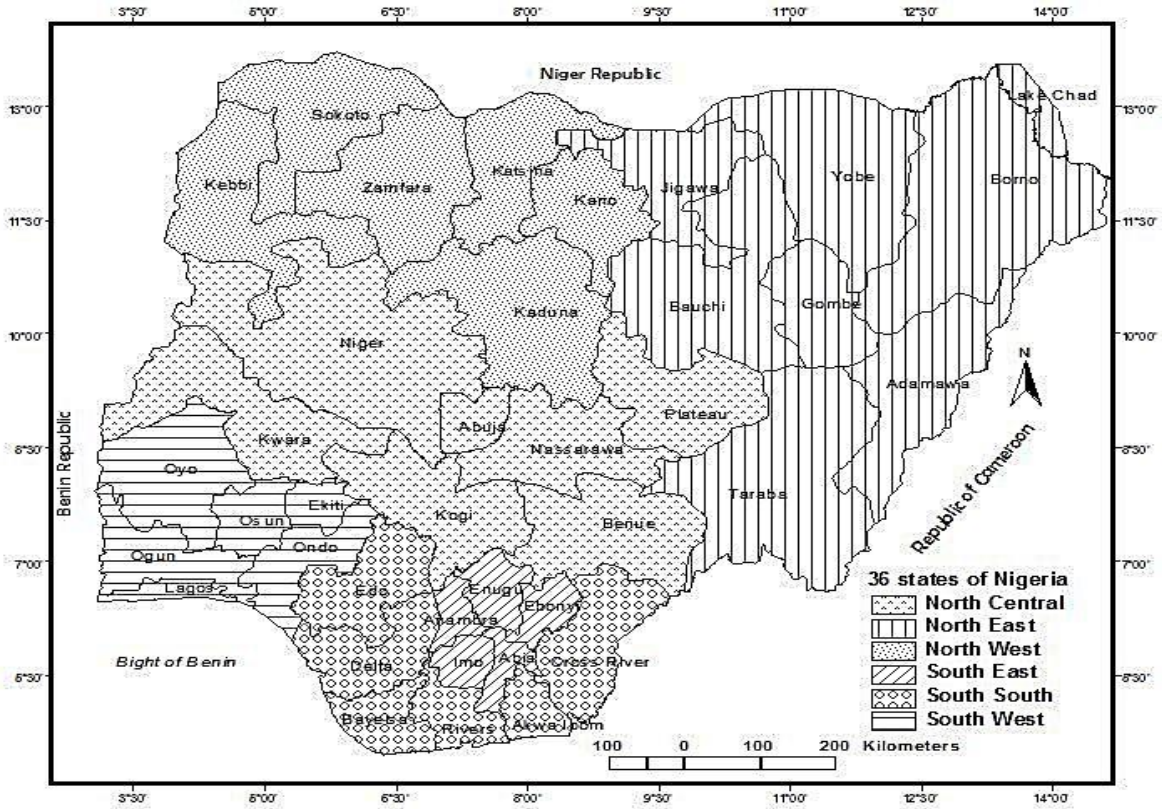 3°30' 5°00' 6°30' 8°00' 9°30' 11°00' 12°30' 14°00'
Niger Republic
Lake Chad
13°00' 13°00'
Sokoto
Katsina
Yobe
Borno
Kebbi
Zamfara
Jigawa
Kano
11°30' 11°30'
Bauchi
Gombe
Kaduna
10°00' 10°00'
Niger
N
Adamawa
Plateau
Abuja
Kwara
8°30' 8°30'
Nassarawa
Oyo
Benin Republic
Republic of Cameroon
Taraba
Ekiti
Osun
Kogi
Benue
Ondo
Ogun
7°00' 7°00'
Lagos
Edo
Enugu
Ebonyi
Anambra
Bight of Benin
Delta
Imo
Abia
Cross River
5°30' 5°30'
Bayelsa
Rivers
Akwa Ibom
36 states of Nigeria
North Central
North East
North West
South East
South South
South West
100 0 100 200 Kilometers
3°30' 5°00' 6°30' 8°00' 9°30' 11°00' 12°30' 14°00'